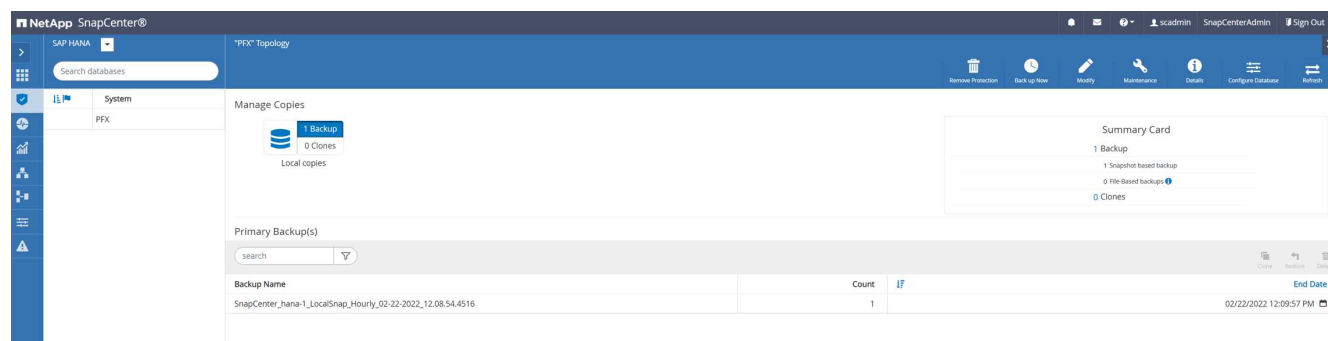 NetApp SnapCenter®
scadmin SnapCenterAdmin Sign Out
SAP HANA
"PFX" Topology
Search databases
Remove Protection Back up Now Modify Maintenance Details Configure Database Refresh
System
PFX
Manage Copies
1 Backup
0 Clones
Local copies
Summary Card
1 Backup
1 Snapshot based backup
0 File-Based backups
0 Clones
Primary Backup(s)
search
Clone Restore
Backup Name Count End Date
SnapCenter_hana-1_LocalSnap_Hourly_02-22-2022_12.08.54.4516 1 02/22/2022 12:09:57 PM